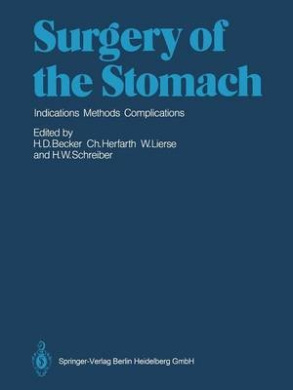 Surgery of
the Stomach
Indications Methods Complications
Edited by
H.D.Becker Ch.Herfarth W.Lierse
and H.W.Schreiber
Springer-Verlag Berlin Heidelberg GmbH